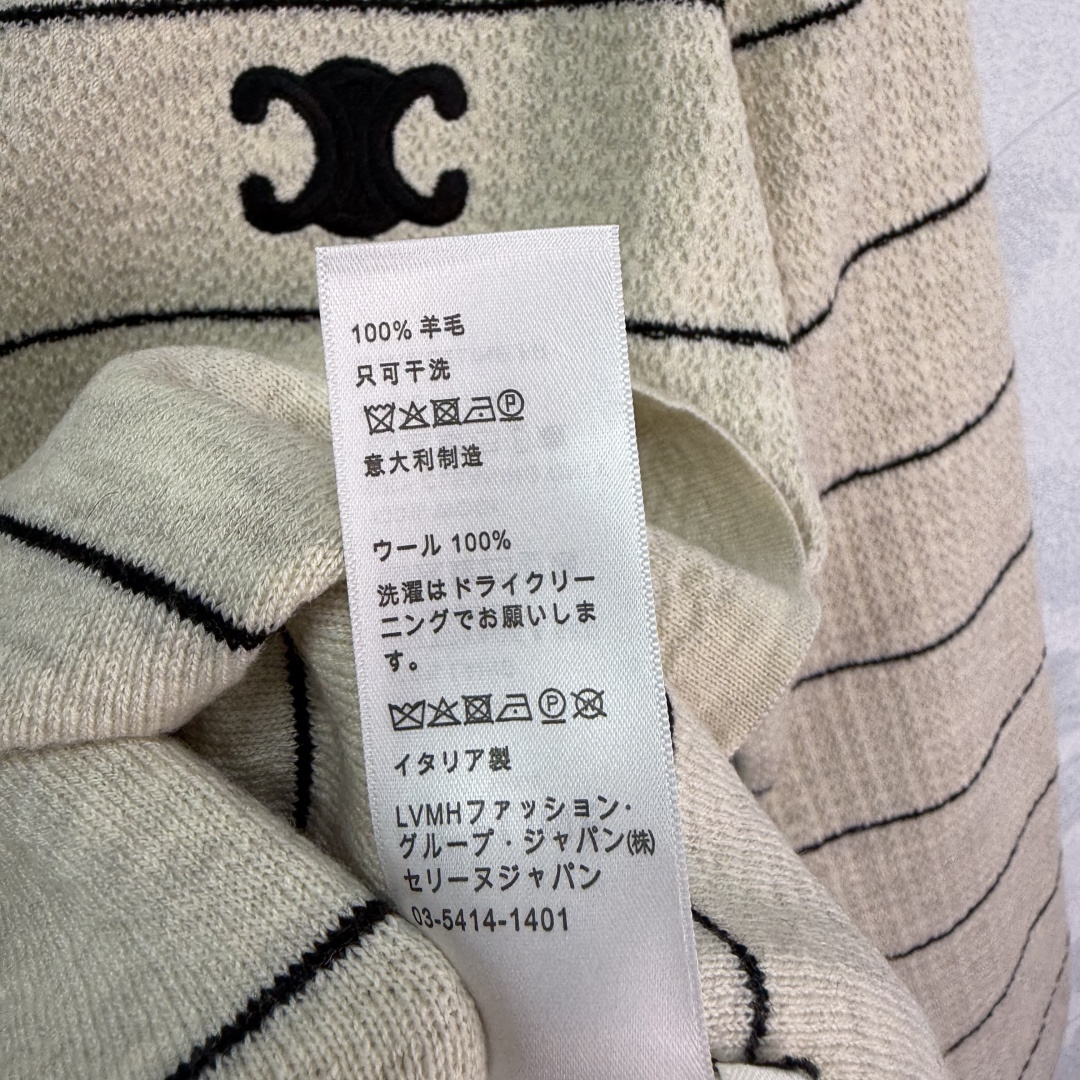 100% 羊毛
只可干洗
P
意大利制造
ウール 100%
洗濯はドライクリー
ニングでお願いしま
す。
P W
イタリア製
LVMHファッション・
グループ・ジャパン㈱
セリーヌジャパン
03-5414-1401